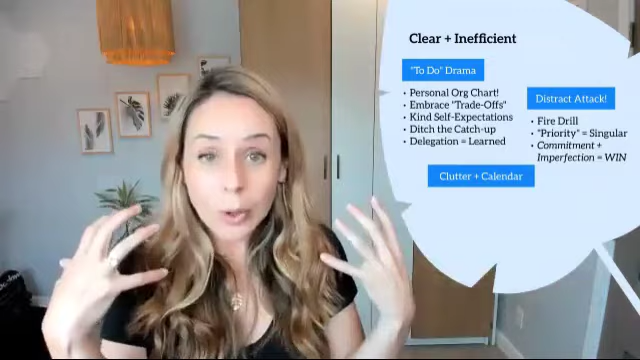 Clear + Inefficient
"To Do" Drama
• Personal Org Chart!
• Embrace "Trade-Offs"
• Kind Self-Expectations
• Ditch the Catch-up
• Delegation = Learned
Distract Attack!
• Fire Drill
• "Priority" = Singular
• Commitment +
Imperfection = WIN
Clutter + Calendar